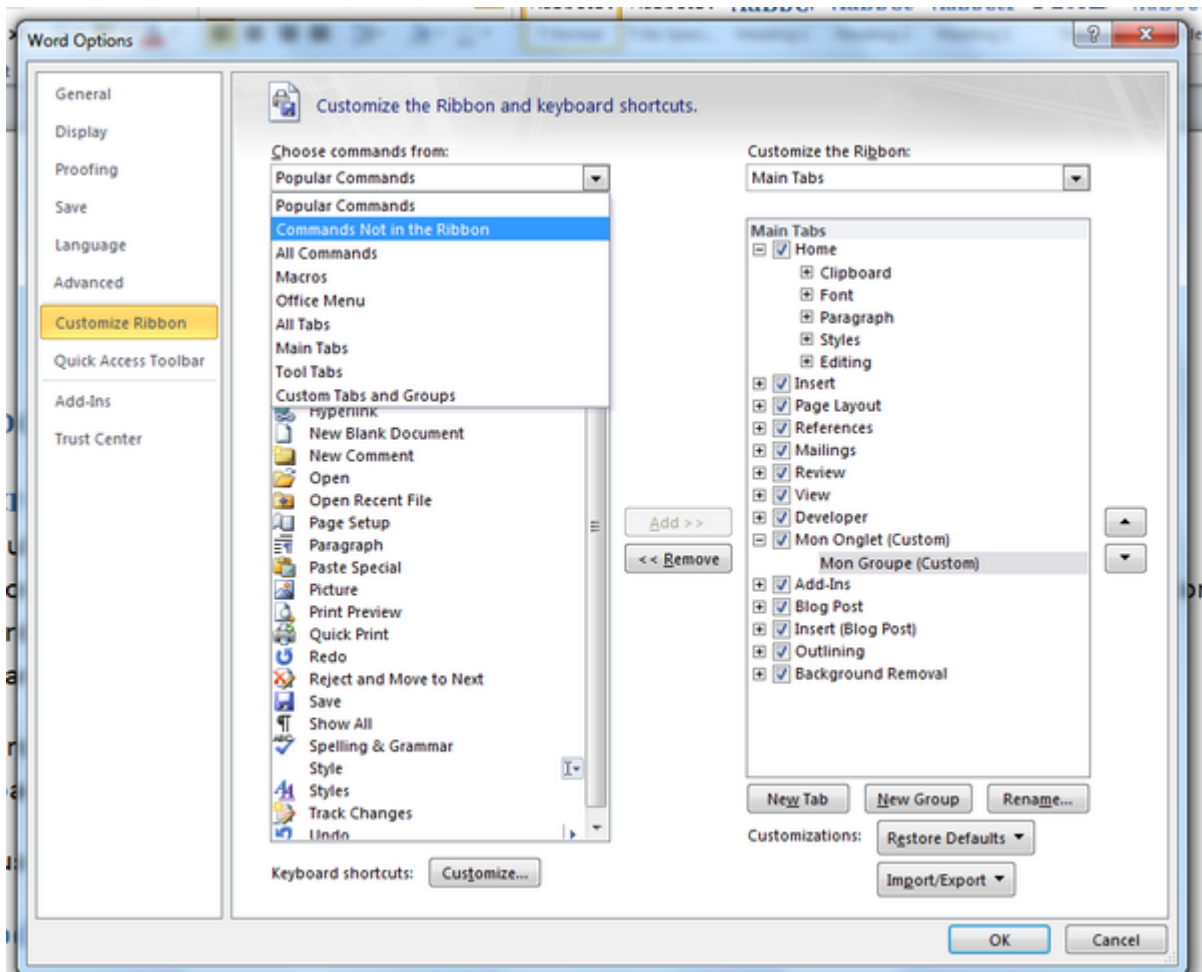 Word Options
General
Display
Proofing
Save
Language
Advanced
Customize Ribbon
Quick Access Toolbar
Add-Ins
Trust Center
Customize the Ribbon and keyboard shortcuts.
Choose commands from:
Popular Commands
Popular Commands
Commands Not in the Ribbon
All Commands
Macros
Office Menu
All Tabs
Main Tabs
Tool Tabs
Custom Tabs and Groups
Hyperlink
New Blank Document
New Comment
Open
Open Recent File
Page Setup
Paragraph
Paste Special
Picture
Print Preview
Quick Print
Redo
Reject and Move to Next
Save
Show All
Spelling & Grammar
Style
Styles
Track Changes
Undo
Keyboard shortcuts: Customize...
Add >>
<< Remove
Customize the Ribbon:
Main Tabs
Main Tabs
Home
Clipboard
Font
Paragraph
Styles
Editing
Insert
Page Layout
References
Mailings
Review
View
Developer
Mon Onglet (Custom)
Mon Groupe (Custom)
Add-Ins
Blog Post
Insert (Blog Post)
Outlining
Background Removal
New Tab New Group Rename...
Customizations: Restore Defaults
Import/Export
OK Cancel